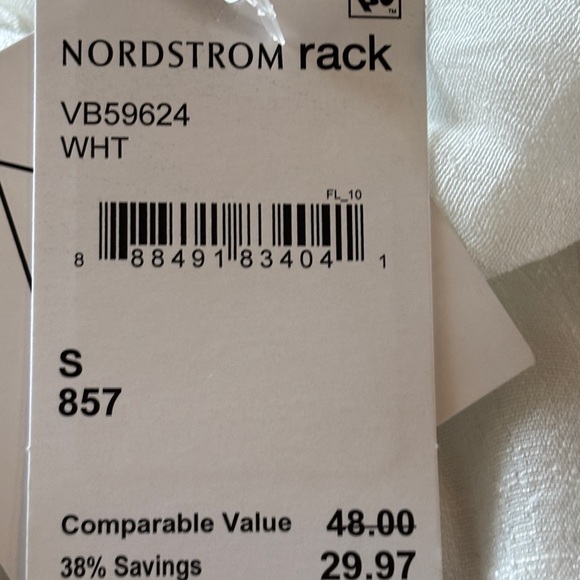 NORDSTROM rack
VB59624
WHT
FL_10
8 88491 83404 1
S
857
Comparable Value 48.00
38% Savings 29.97